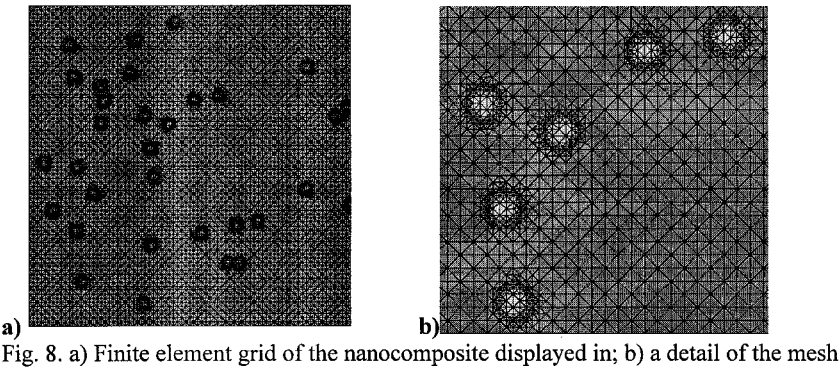 a)
b)
Fig. 8. a) Finite element grid of the nanocomposite displayed in; b) a detail of the mesh